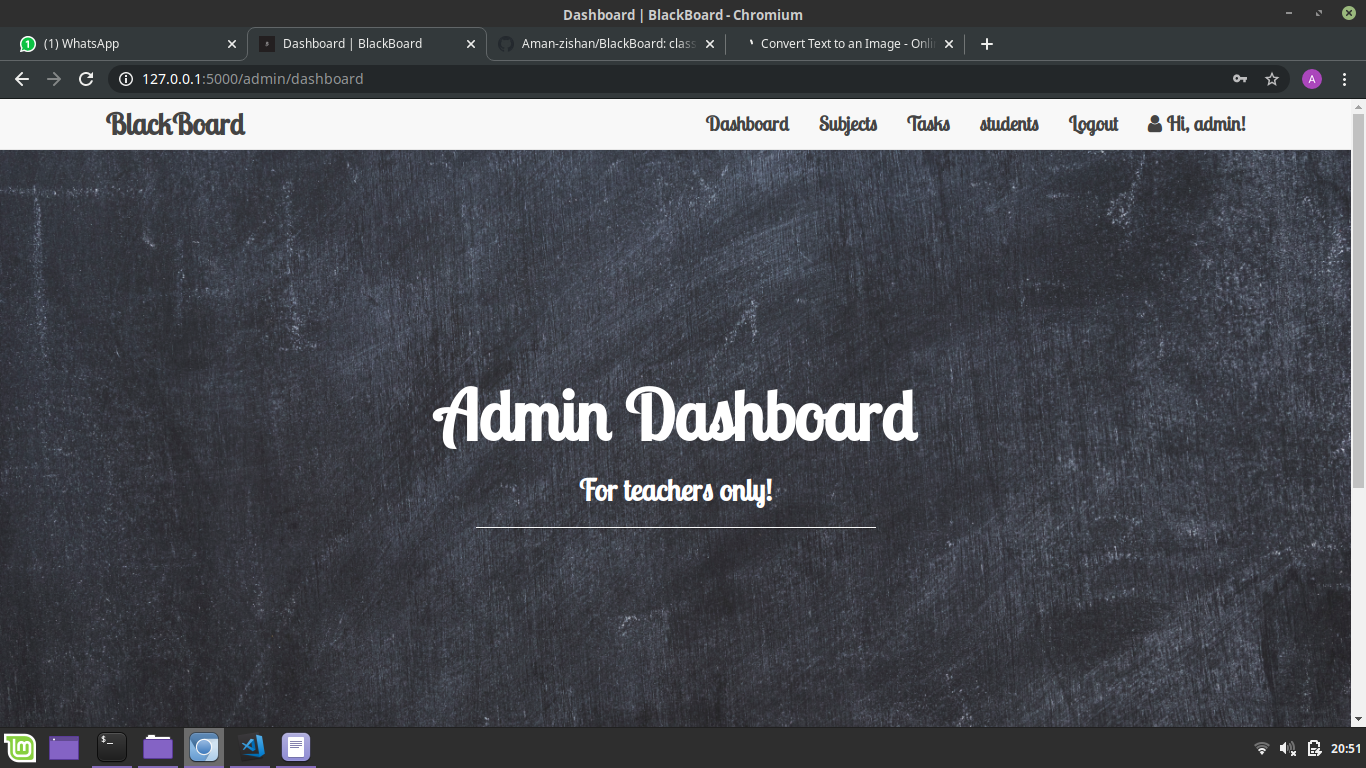 Dashboard | BlackBoard - Chromium
(1) WhatsApp
Dashboard | BlackBoard
Aman-zishan/BlackBoard: class
Convert Text to an Image - Onli
127.0.0.1:5000/admin/dashboard
A
BlackBoard
Dashboard
Subjects
Tasks
students
Logout
Hi, admin!
Admin Dashboard
For teachers only!
20:51